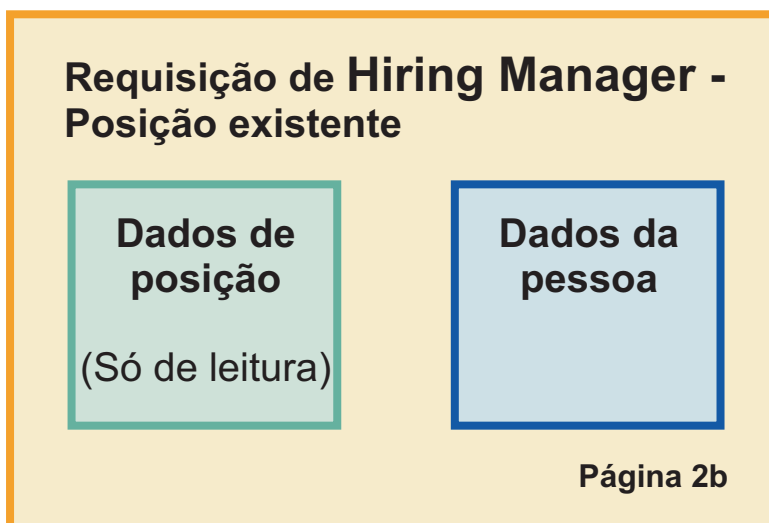 Requisição de Hiring Manager -
Posição existente
Dados de
posição
(Só de leitura)
Dados da
pessoa
Página 2b